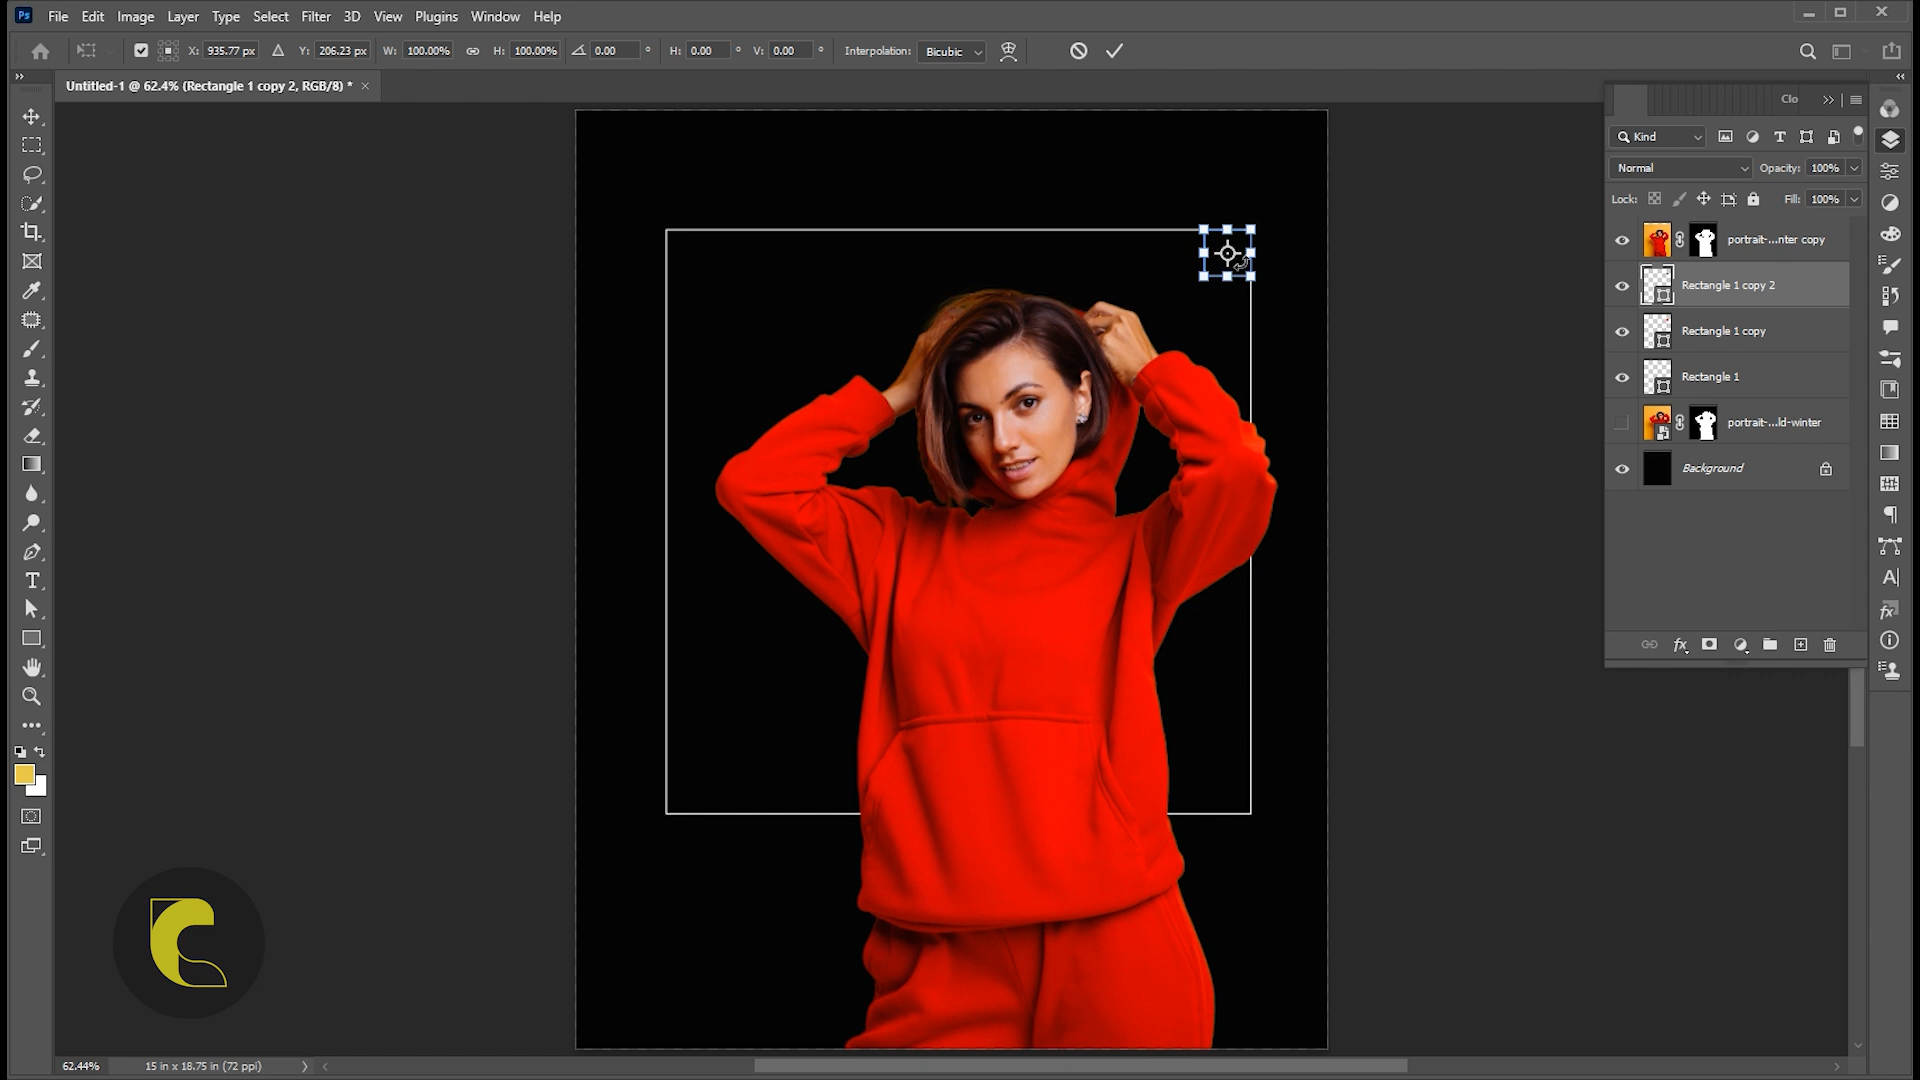 Ps File Edit Image Layer Type Select Filter 3D View Plugins Window Help
X: 935.77 px Y: 206.23 px W: 100.00% H: 100.00% 0.00 ° H: 0.00 ° V: 0.00 ° Interpolation: Bicubic
Untitled-1 @ 62.4% (Rectangle 1 copy 2, RGB/8) * ×
Clo
Kind
Normal Opacity: 100%
Lock: Fill: 100%
portrait-...nter copy
Rectangle 1 copy 2
Rectangle 1 copy
Rectangle 1
portrait-...ld-winter
Background
fx
62.44% 15 in x 18.75 in (72 ppi)